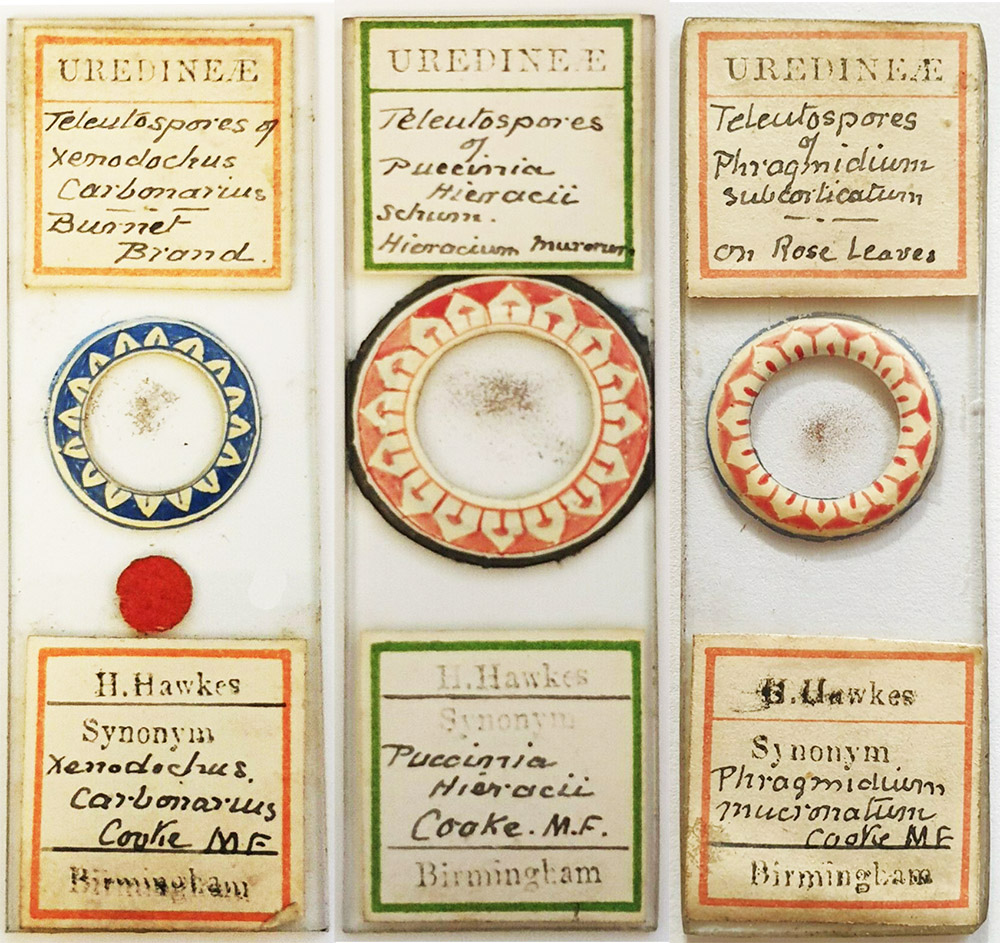 UREDINEÆ
Teleutospores of
Xenodochus
Carbonarius
Burnet
Brand.
H. Hawkes
Synonym
Xenodochus.
Carbonarius
Cooke M.F.
Birmingham
UREDINEÆ
Teleutospores
of
Puccinia
Hieracii
Schum.
Hieracium murorum
H. Hawkes
Synonym
Puccinia
Hieracii
Cooke. M.F.
Birmingham
UREDINEÆ
Teleutospores
of
Phragmidium
subcorticatum
on Rose Leaves
H. Hawkes
Synonym
Phragmidium
mucronatum
Cooke MF
Birmingham